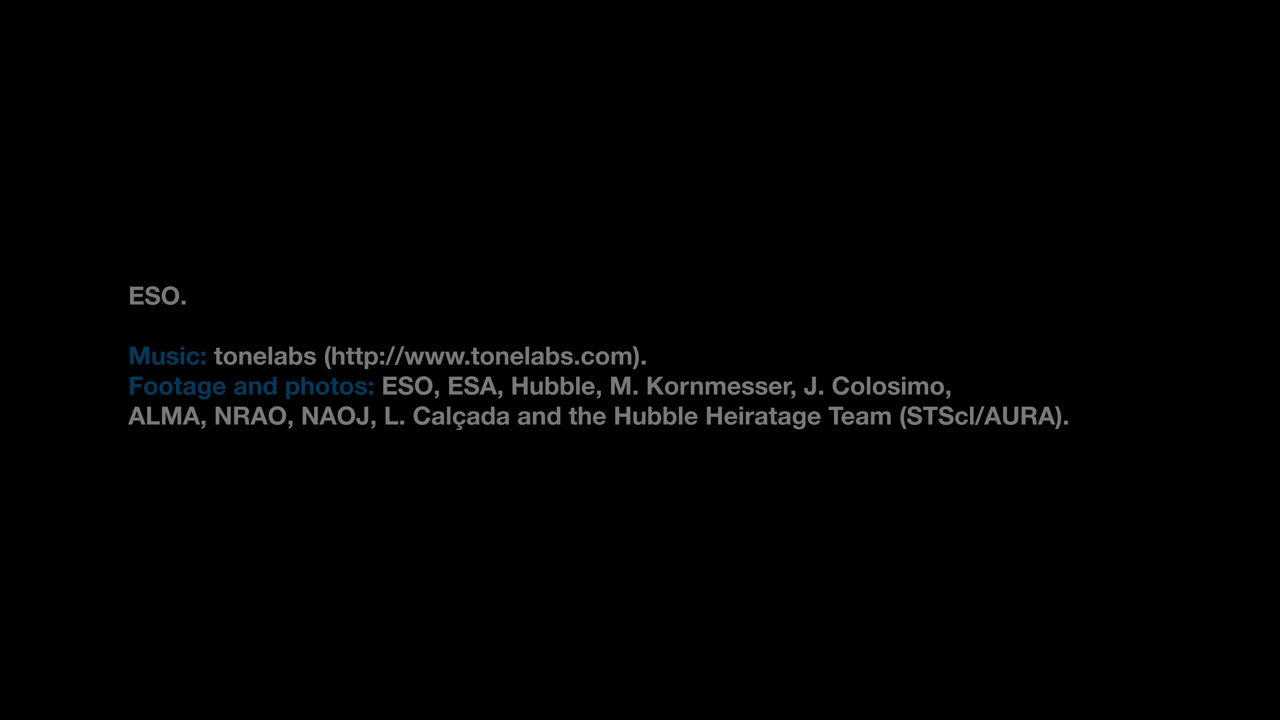 ESO.
Music: tonelabs (http://www.tonelabs.com).
Footage and photos: ESO, ESA, Hubble, M. Kornmesser, J. Colosimo,
ALMA, NRAO, NAOJ, L. Calçada and the Hubble Heiratage Team (STScI/AURA).